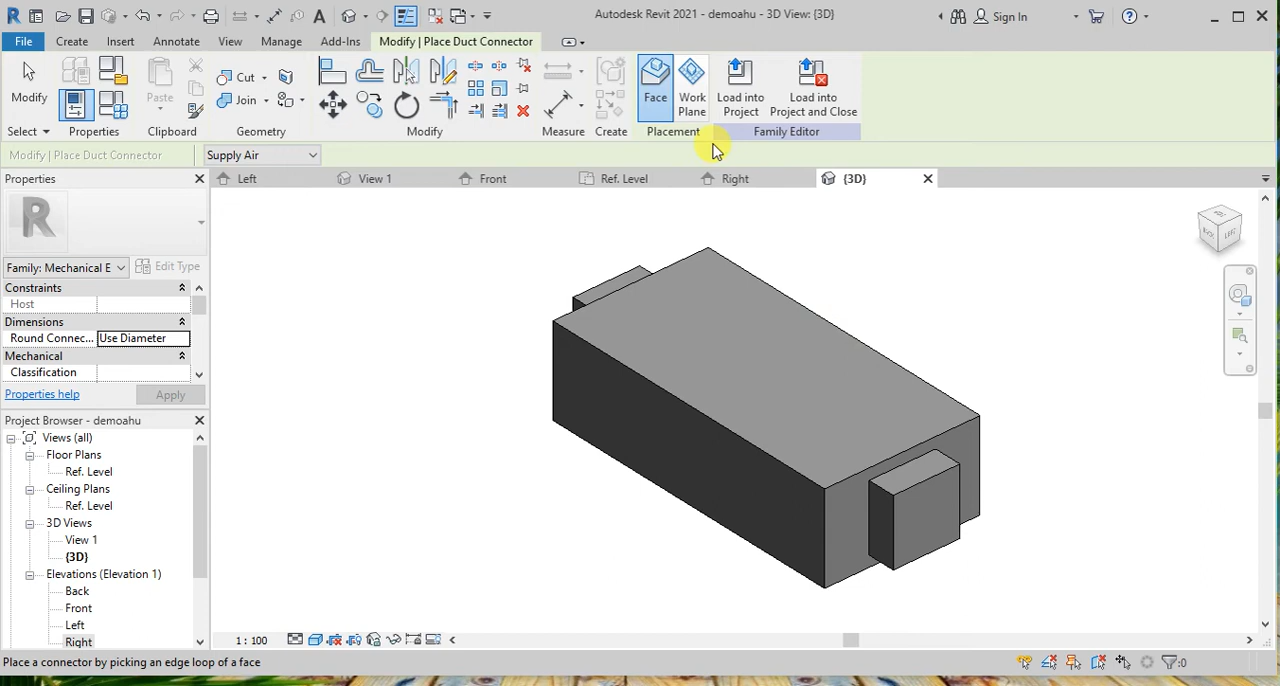 Autodesk Revit 2021 - demoahu - 3D View: {3D}
Sign In
File
Create
Insert
Annotate
View
Manage
Add-Ins
Modify | Place Duct Connector
Modify
Paste
Cut
Join
Face
Work Plane
Load into Project
Load into Project and Close
Select
Properties
Clipboard
Geometry
Modify
Measure
Create
Placement
Family Editor
Modify | Place Duct Connector
Supply Air
Properties
Left
View 1
Front
Ref. Level
Right
{3D}
Family: Mechanical E
Edit Type
Constraints
Host
Dimensions
Round Connec...
Use Diameter
Mechanical
Classification
Properties help
Apply
Project Browser - demoahu
Views (all)
Floor Plans
Ref. Level
Ceiling Plans
Ref. Level
3D Views
View 1
{3D}
Elevations (Elevation 1)
Back
Front
Left
Right
1 : 100
Place a connector by picking an edge loop of a face
:0